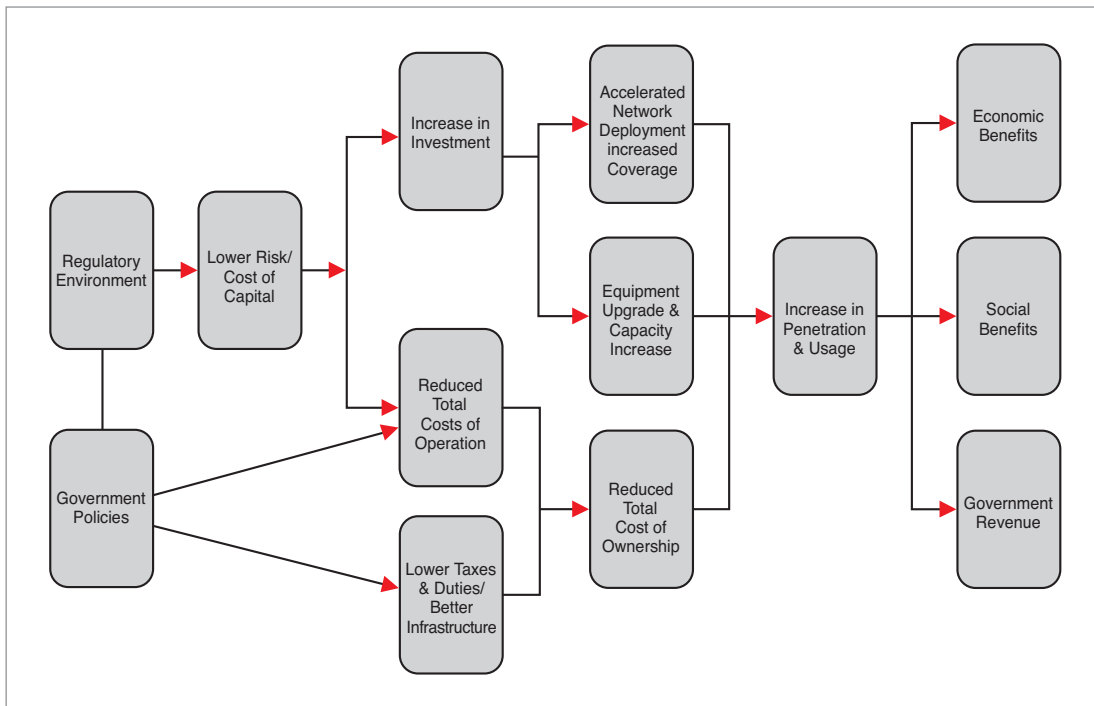 Regulatory
Environment
Government
Policies
Lower Risk/
Cost of
Capital
Increase in
Investment
Reduced
Total
Costs of
Operation
Lower Taxes
& Duties/
Better
Infrastructure
Accelerated
Network
Deployment
increased
Coverage
Equipment
Upgrade &
Capacity
Increase
Reduced
Total
Cost of
Ownership
Increase in
Penetration
& Usage
Economic
Benefits
Social
Benefits
Government
Revenue